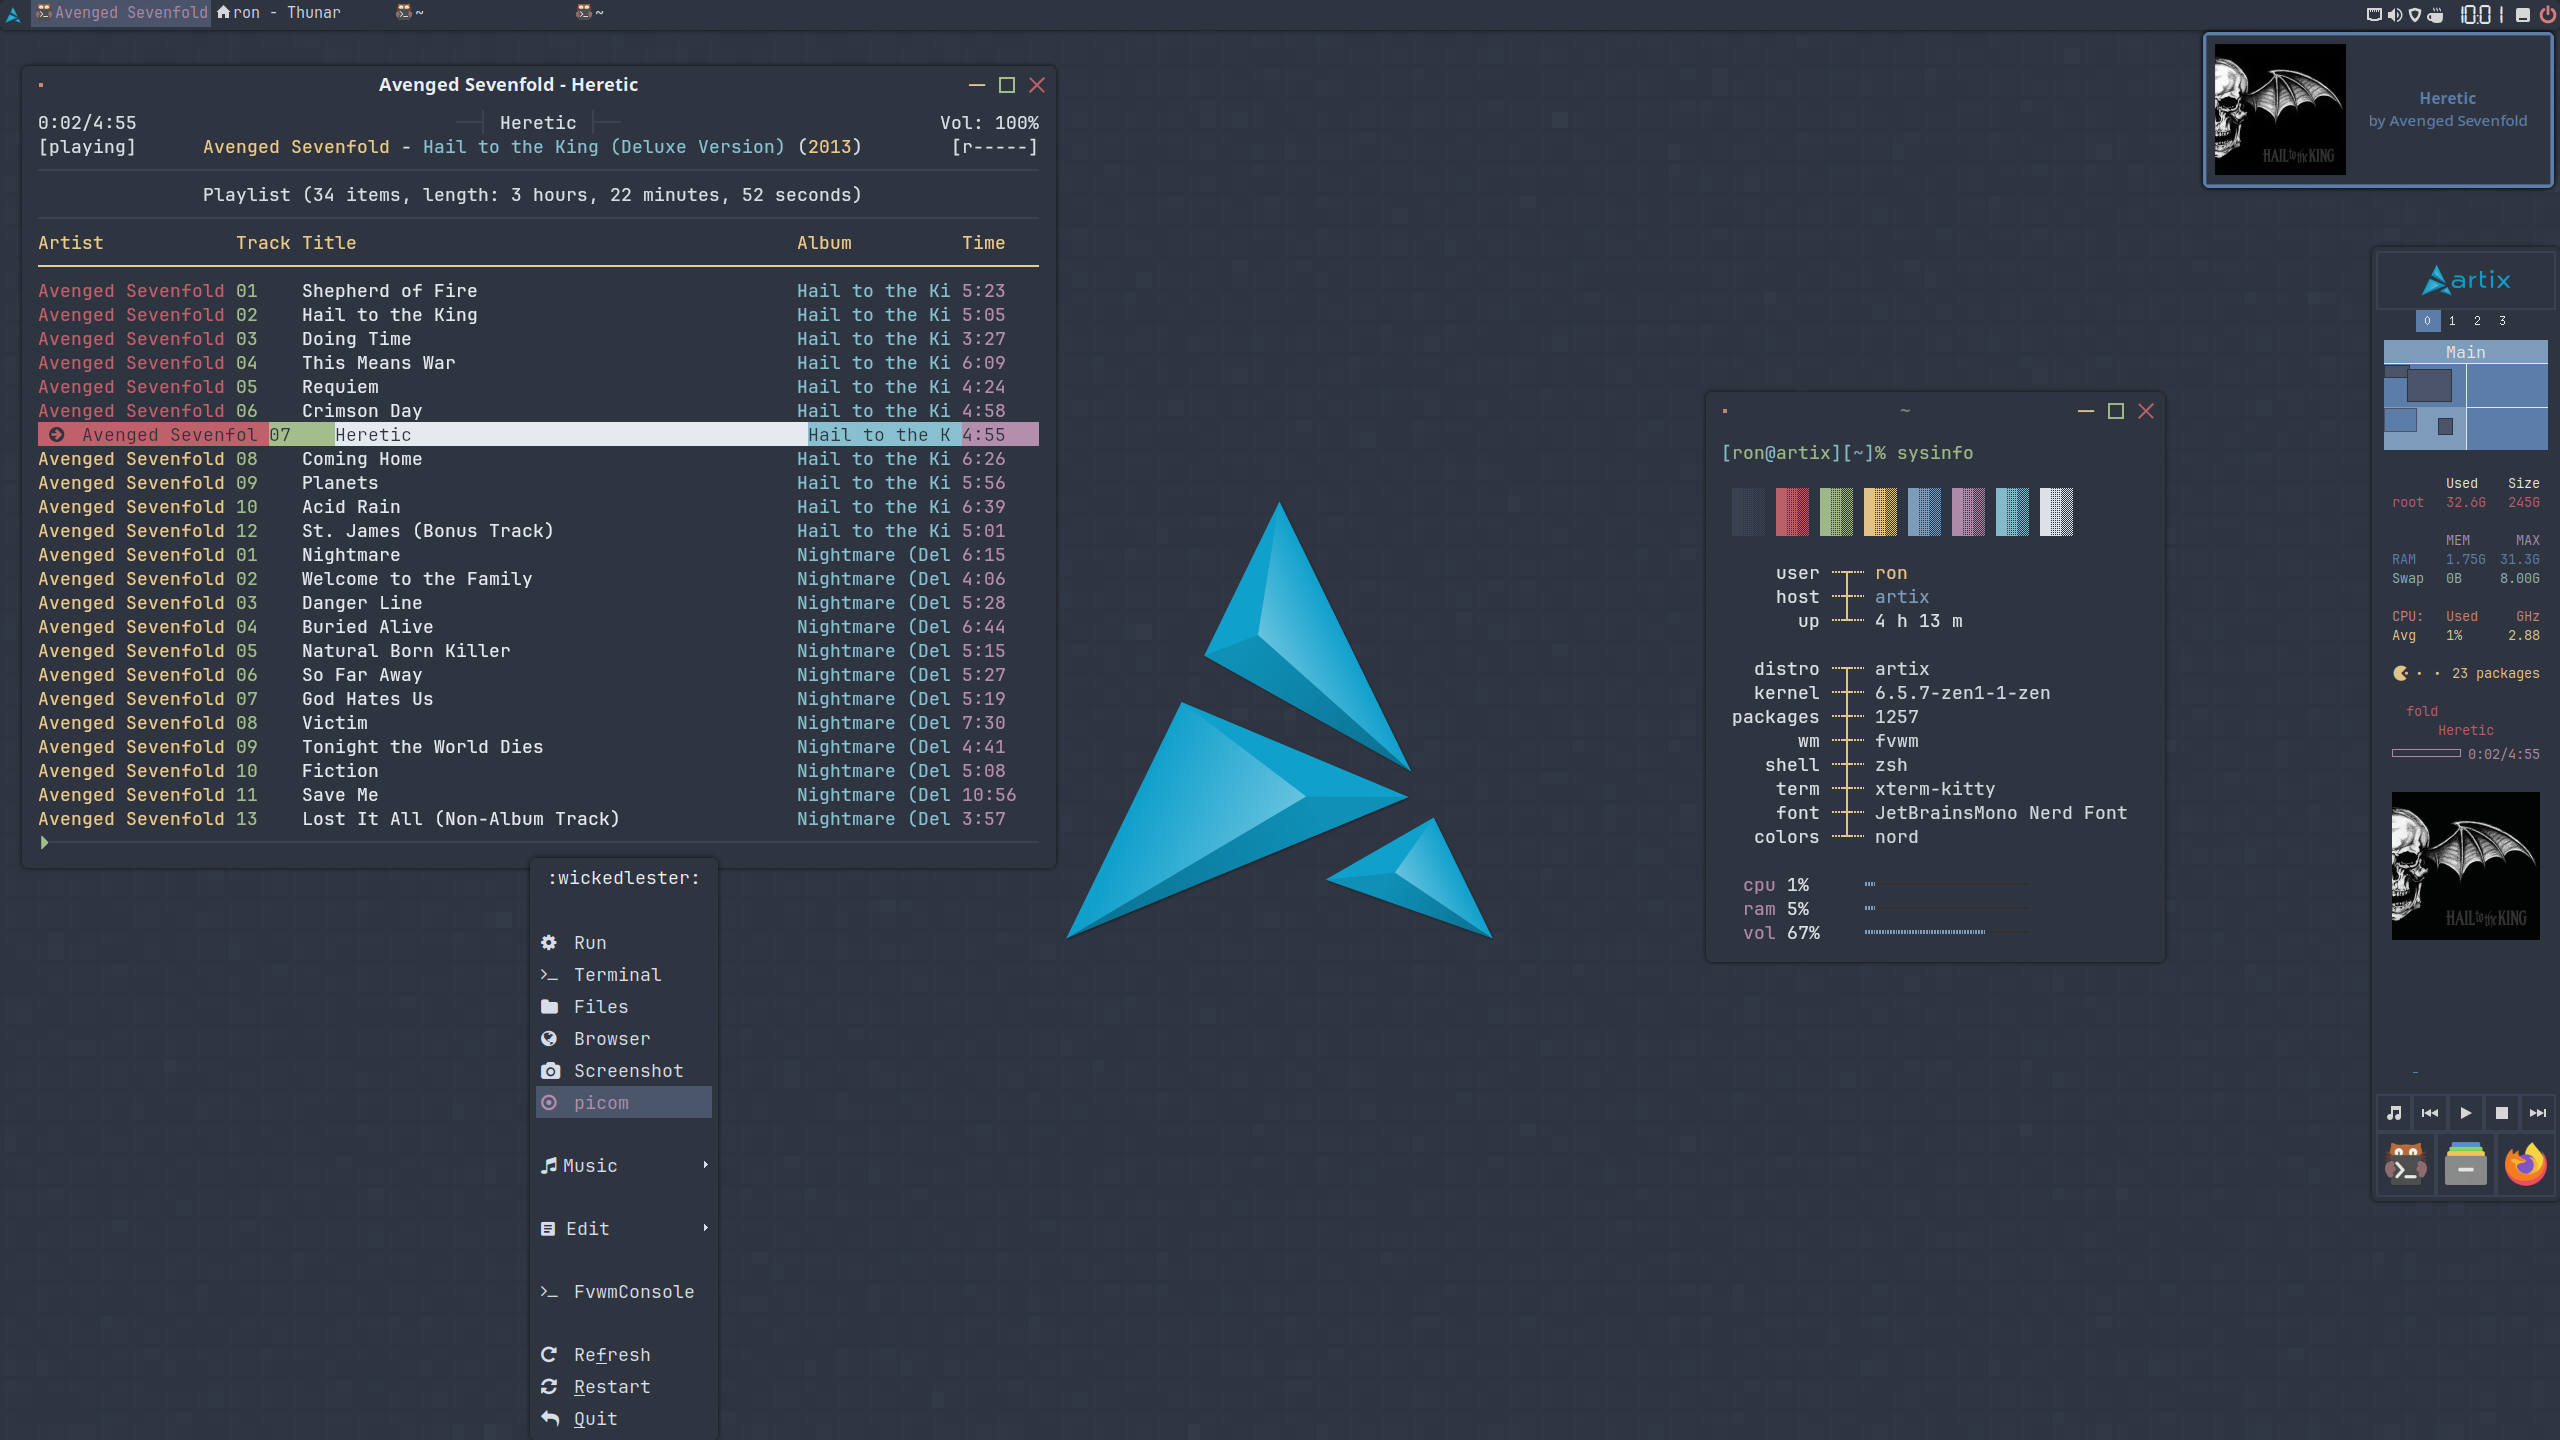 Avenged Sevenfold
ron - Thunar
~
~
10:01
Avenged Sevenfold - Heretic
0:02/4:55
Heretic
Vol: 100%
[playing]
Avenged Sevenfold - Hail to the King (Deluxe Version) (2013)
[r-----]
Playlist (34 items, length: 3 hours, 22 minutes, 52 seconds)
Artist Track Title Album Time
Avenged Sevenfold 01 Shepherd of Fire Hail to the Ki 5:23
Avenged Sevenfold 02 Hail to the King Hail to the Ki 5:05
Avenged Sevenfold 03 Doing Time Hail to the Ki 3:27
Avenged Sevenfold 04 This Means War Hail to the Ki 6:09
Avenged Sevenfold 05 Requiem Hail to the Ki 4:24
Avenged Sevenfold 06 Crimson Day Hail to the Ki 4:58
Avenged Sevenfol 07 Heretic Hail to the K 4:55
Avenged Sevenfold 08 Coming Home Hail to the Ki 6:26
Avenged Sevenfold 09 Planets Hail to the Ki 5:56
Avenged Sevenfold 10 Acid Rain Hail to the Ki 6:39
Avenged Sevenfold 12 St. James (Bonus Track) Hail to the Ki 5:01
Avenged Sevenfold 01 Nightmare Nightmare (Del 6:15
Avenged Sevenfold 02 Welcome to the Family Nightmare (Del 4:06
Avenged Sevenfold 03 Danger Line Nightmare (Del 5:28
Avenged Sevenfold 04 Buried Alive Nightmare (Del 6:44
Avenged Sevenfold 05 Natural Born Killer Nightmare (Del 5:15
Avenged Sevenfold 06 So Far Away Nightmare (Del 5:27
Avenged Sevenfold 07 God Hates Us Nightmare (Del 5:19
Avenged Sevenfold 08 Victim Nightmare (Del 7:30
Avenged Sevenfold 09 Tonight the World Dies Nightmare (Del 4:41
Avenged Sevenfold 10 Fiction Nightmare (Del 5:08
Avenged Sevenfold 11 Save Me Nightmare (Del 10:56
Avenged Sevenfold 13 Lost It All (Non-Album Track) Nightmare (Del 3:57
:wickedlester:
Run
Terminal
Files
Browser
Screenshot
picom
Music
Edit
FvwmConsole
Refresh
Restart
Quit
~
[ron@artix][~]% sysinfo
user ron
host artix
up 4 h 13 m
distro artix
kernel 6.5.7-zen1-1-zen
packages 1257
wm fvwm
shell zsh
term xterm-kitty
font JetBrainsMono Nerd Font
colors nord
cpu 1%
ram 5%
vol 67%
HAIL to the KING
Heretic
by Avenged Sevenfold
artix
0 1 2 3
Main
Used Size
root 32.6G 245G
MEM MAX
RAM 1.75G 31.3G
Swap 0B 8.00G
CPU: Used GHz
Avg 1% 2.88
23 packages
fold
Heretic
0:02/4:55
HAIL to the KING